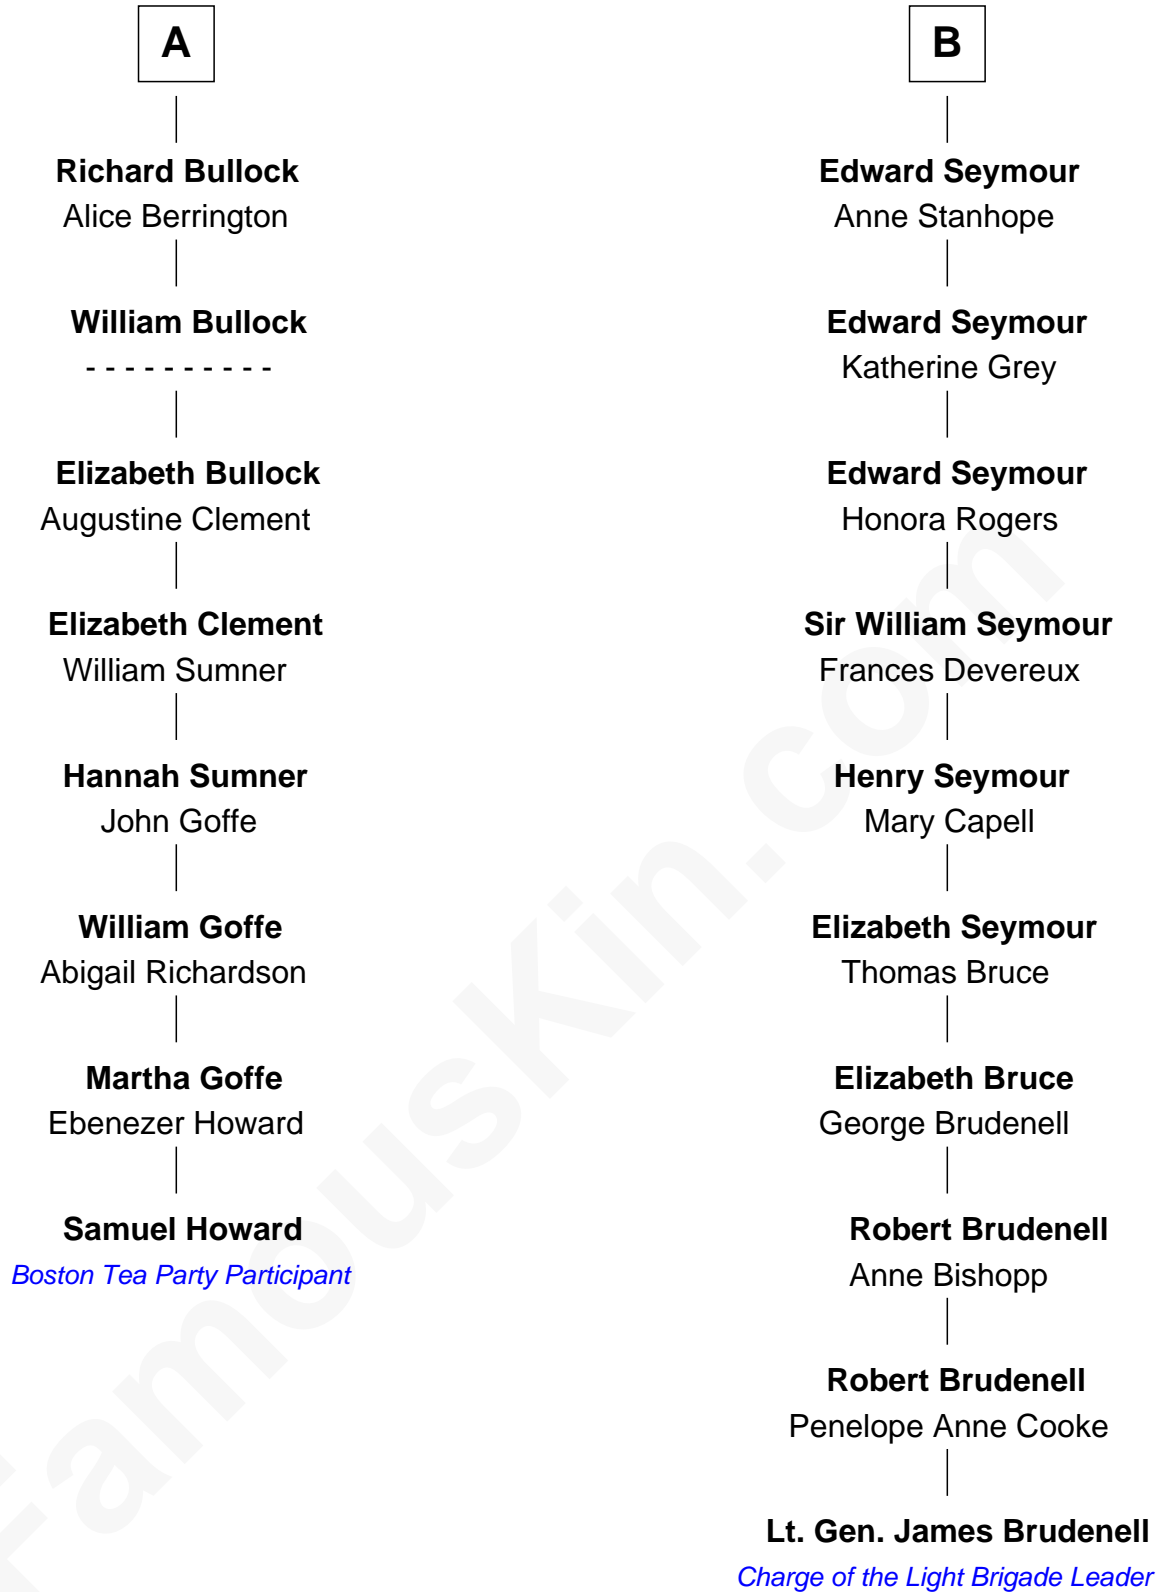 A
Richard Bullock
Alice Berrington
William Bullock
- - - - - - - - - -
Elizabeth Bullock
Augustine Clement
Elizabeth Clement
William Sumner
Hannah Sumner
John Goffe
William Goffe
Abigail Richardson
Martha Goffe
Ebenezer Howard
Samuel Howard
Boston Tea Party Participant
B
Edward Seymour
Anne Stanhope
Edward Seymour
Katherine Grey
Edward Seymour
Honora Rogers
Sir William Seymour
Frances Devereux
Henry Seymour
Mary Capell
Elizabeth Seymour
Thomas Bruce
Elizabeth Bruce
George Brudenell
Robert Brudenell
Anne Bishopp
Robert Brudenell
Penelope Anne Cooke
Lt. Gen. James Brudenell
Charge of the Light Brigade Leader
FamousKin.com